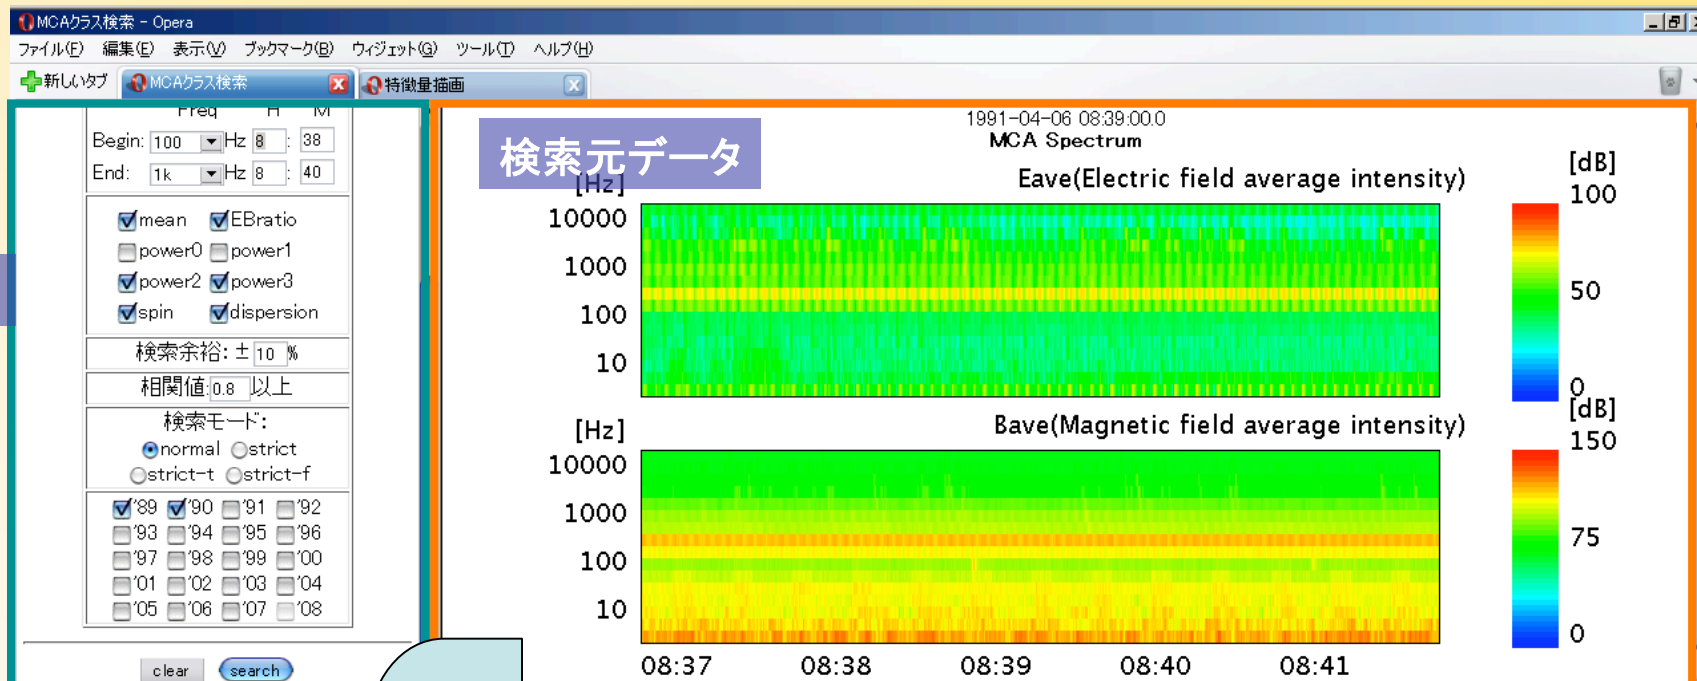 MCAクラス検索 - Opera
ファイル(F) 編集(E) 表示(V) ブックマーク(B) ウィジェット(G) ツール(T) ヘルプ(H)
新しいタブ MCAクラス検索 特徴量描画
Freq H M
Begin: 100 Hz 8 : 38
End: 1k Hz 8 : 40
mean EBratio
power0 power1
power2 power3
spin dispersion
検索余裕: ± 10 %
相関値: 0.8 以上
検索モード:
normal strict
strict-t strict-f
'89 '90 '91 '92
'93 '94 '95 '96
'97 '98 '99 '00
'01 '02 '03 '04
'05 '06 '07 '08
clear search
検索元データ
1991-04-06 08:39:00.0
MCA Spectrum
[Hz] Eave(Electric field average intensity) [dB]
10000
1000
100
10
100
50
0
[Hz] Bave(Magnetic field average intensity) [dB]
10000
1000
100
10
150
75
0
08:37 08:38 08:39 08:40 08:41